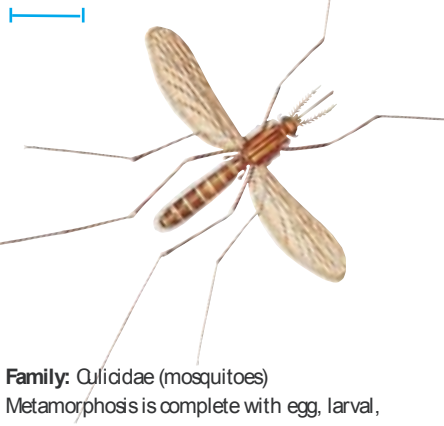 Family: Culicidae (mosquitoes)
Metamorphosis is complete with egg, larval,